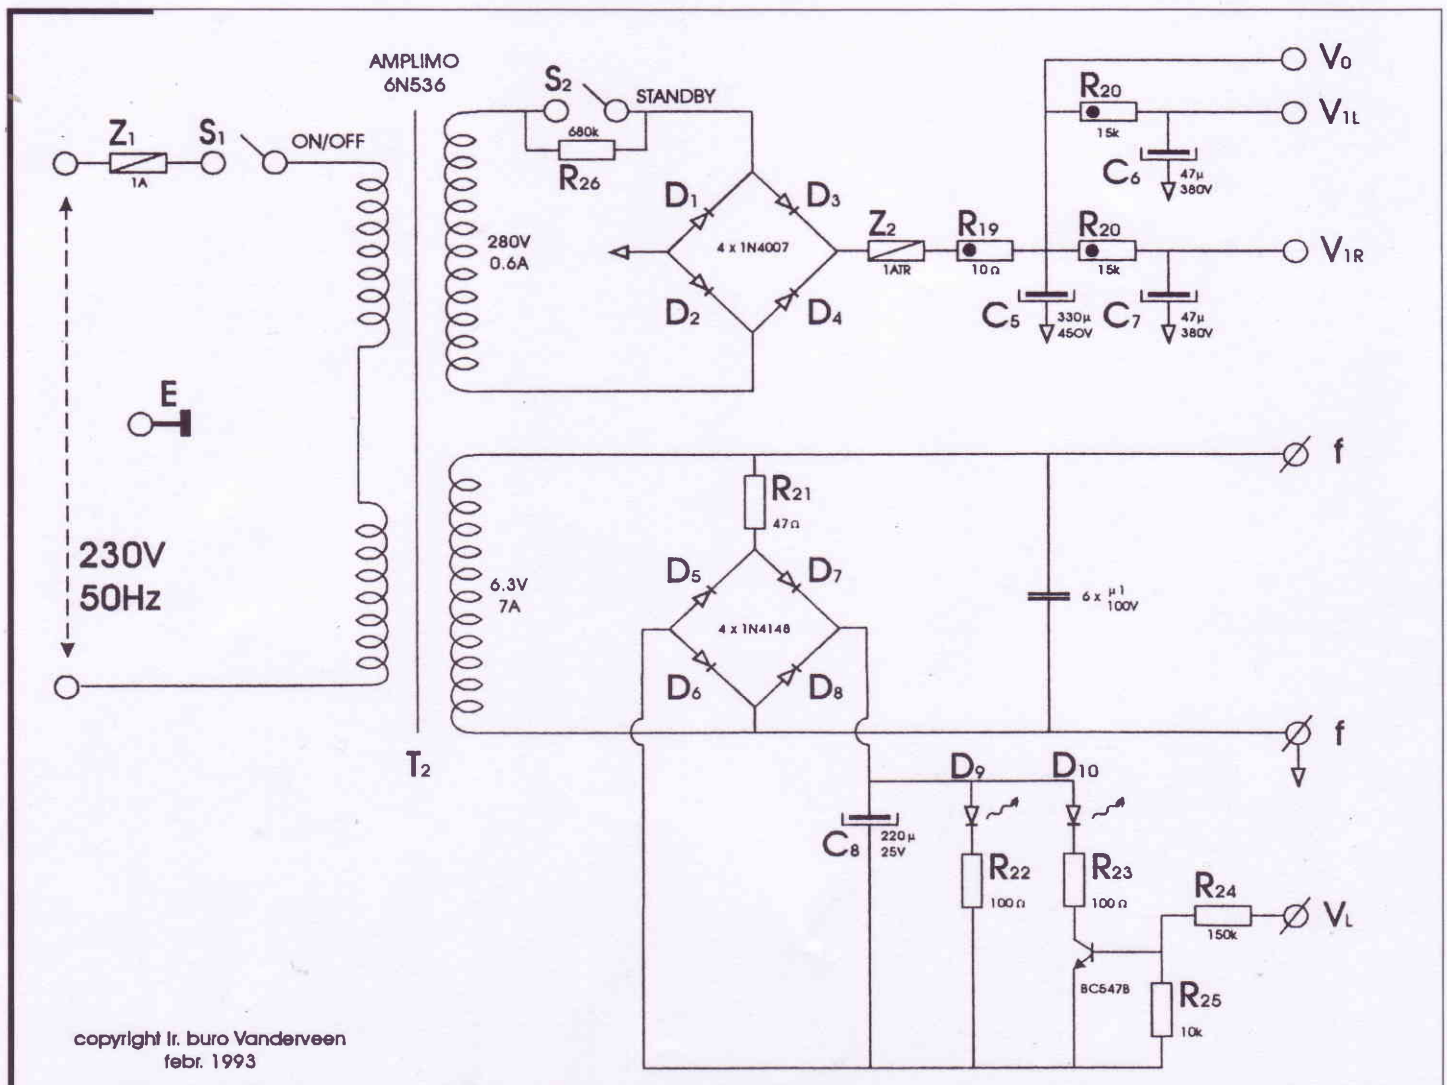 AMPLIMO
6N536
Z1
1A
S1
ON/OFF
S2
STANDBY
680k
R26
280V
0.6A
D1
D3
4 x 1N4007
D2
D4
Z2
1ATR
R19
10Ω
R20
15k
C6
47µ
380V
R20
15k
C5
330µ
450V
C7
47µ
380V
V0
V1L
V1R
E
230V
50Hz
T2
6.3V
7A
R21
47Ω
D5
D7
4 x 1N4148
D6
D8
6 x µ1
100V
f
f
D9
D10
C8
220µ
25V
R22
100Ω
R23
100Ω
R24
150k
VL
BC547B
R25
10k
copyright ir. buro Vanderveen
febr. 1993